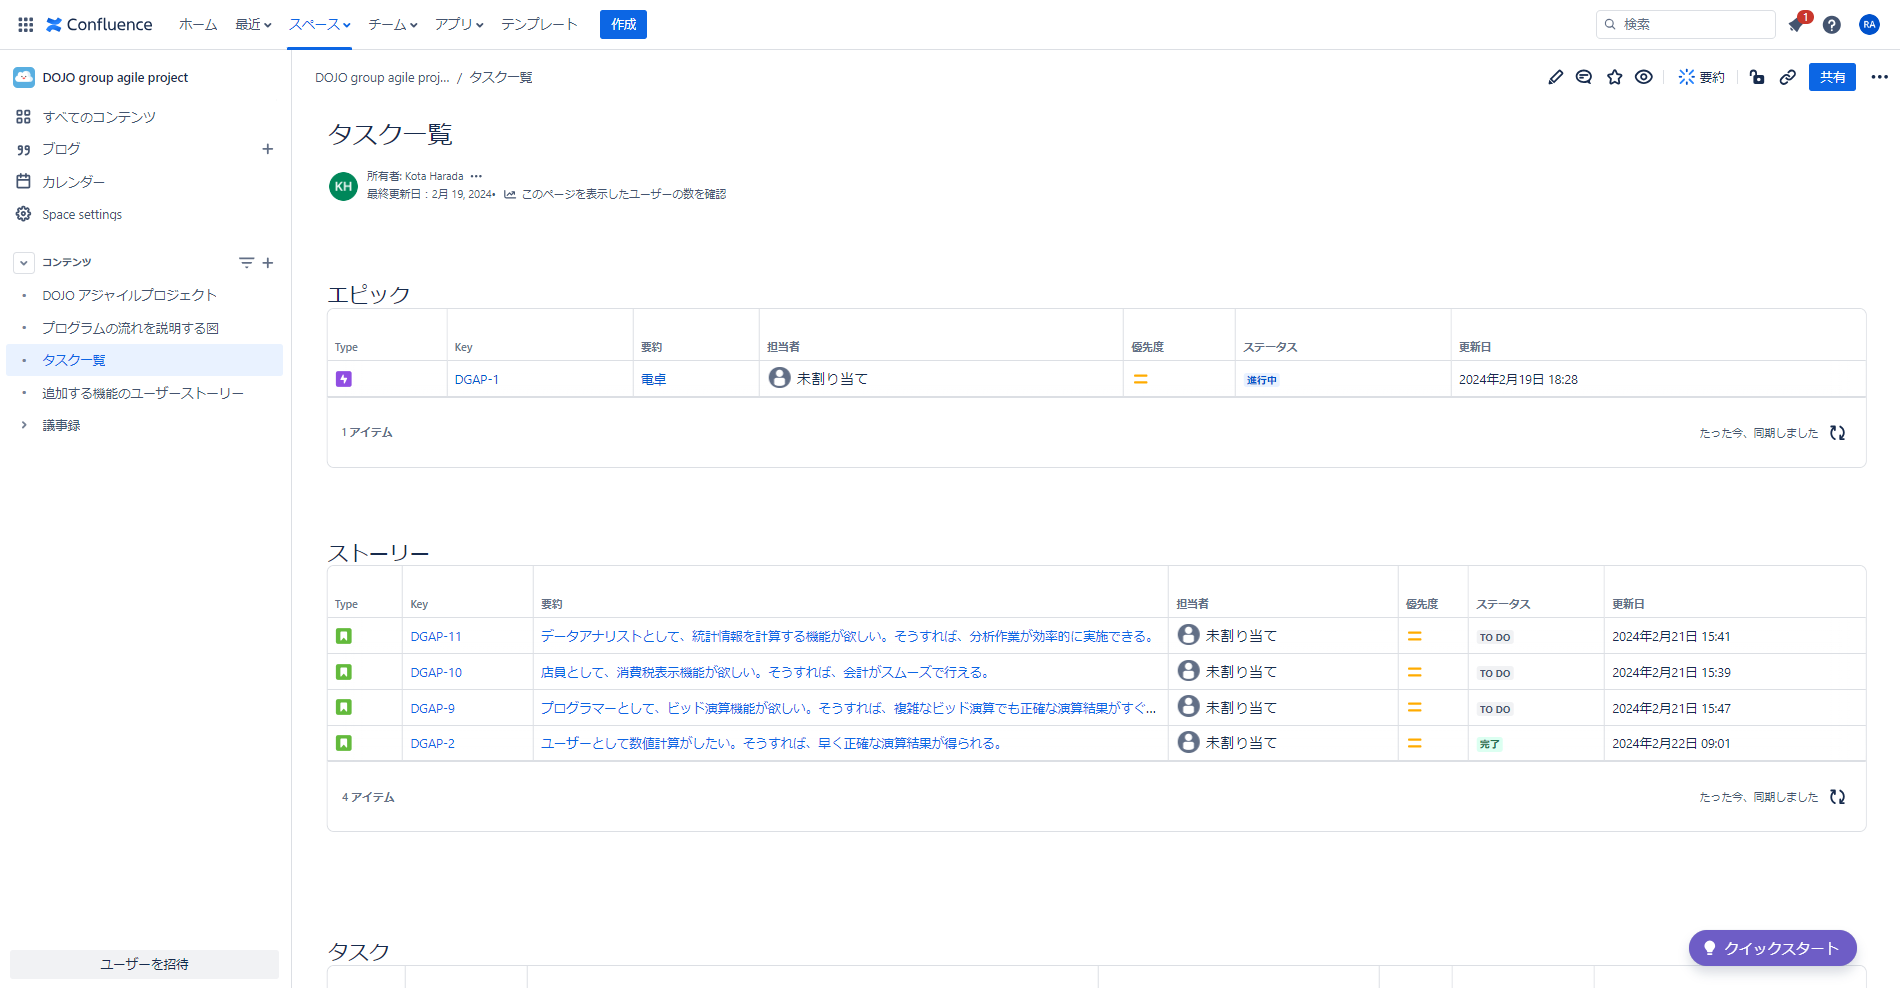 Confluence ホーム 最近 スペース チーム アプリ テンプレート 作成 検索 1 RA
DOJO group agile project
すべてのコンテンツ
ブログ
カレンダー
Space settings
コンテンツ
DOJO アジャイルプロジェクト
プログラムの流れを説明する図
タスク一覧
追加する機能のユーザーストーリー
議事録
ユーザーを招待
DOJO group agile proj... / タスク一覧 要約 共有
タスク一覧
KH
所有者: Kota Harada
最終更新日：2月 19, 2024• このページを表示したユーザーの数を確認
エピック
Type Key 要約 担当者 優先度 ステータス 更新日
DGAP-1 電卓 未割り当て 進行中 2024年2月19日 18:28
1 アイテム たった今、同期しました
ストーリー
Type Key 要約 担当者 優先度 ステータス 更新日
DGAP-11 データアナリストとして、統計情報を計算する機能が欲しい。そうすれば、分析作業が効率的に実施できる。 未割り当て TO DO 2024年2月21日 15:41
DGAP-10 店員として、消費税表示機能が欲しい。そうすれば、会計がスムーズで行える。 未割り当て TO DO 2024年2月21日 15:39
DGAP-9 プログラマーとして、ビッド演算機能が欲しい。そうすれば、複雑なビッド演算でも正確な演算結果がすぐ... 未割り当て TO DO 2024年2月21日 15:47
DGAP-2 ユーザーとして数値計算がしたい。そうすれば、早く正確な演算結果が得られる。 未割り当て 完了 2024年2月22日 09:01
4 アイテム たった今、同期しました
タスク
クイックスタート